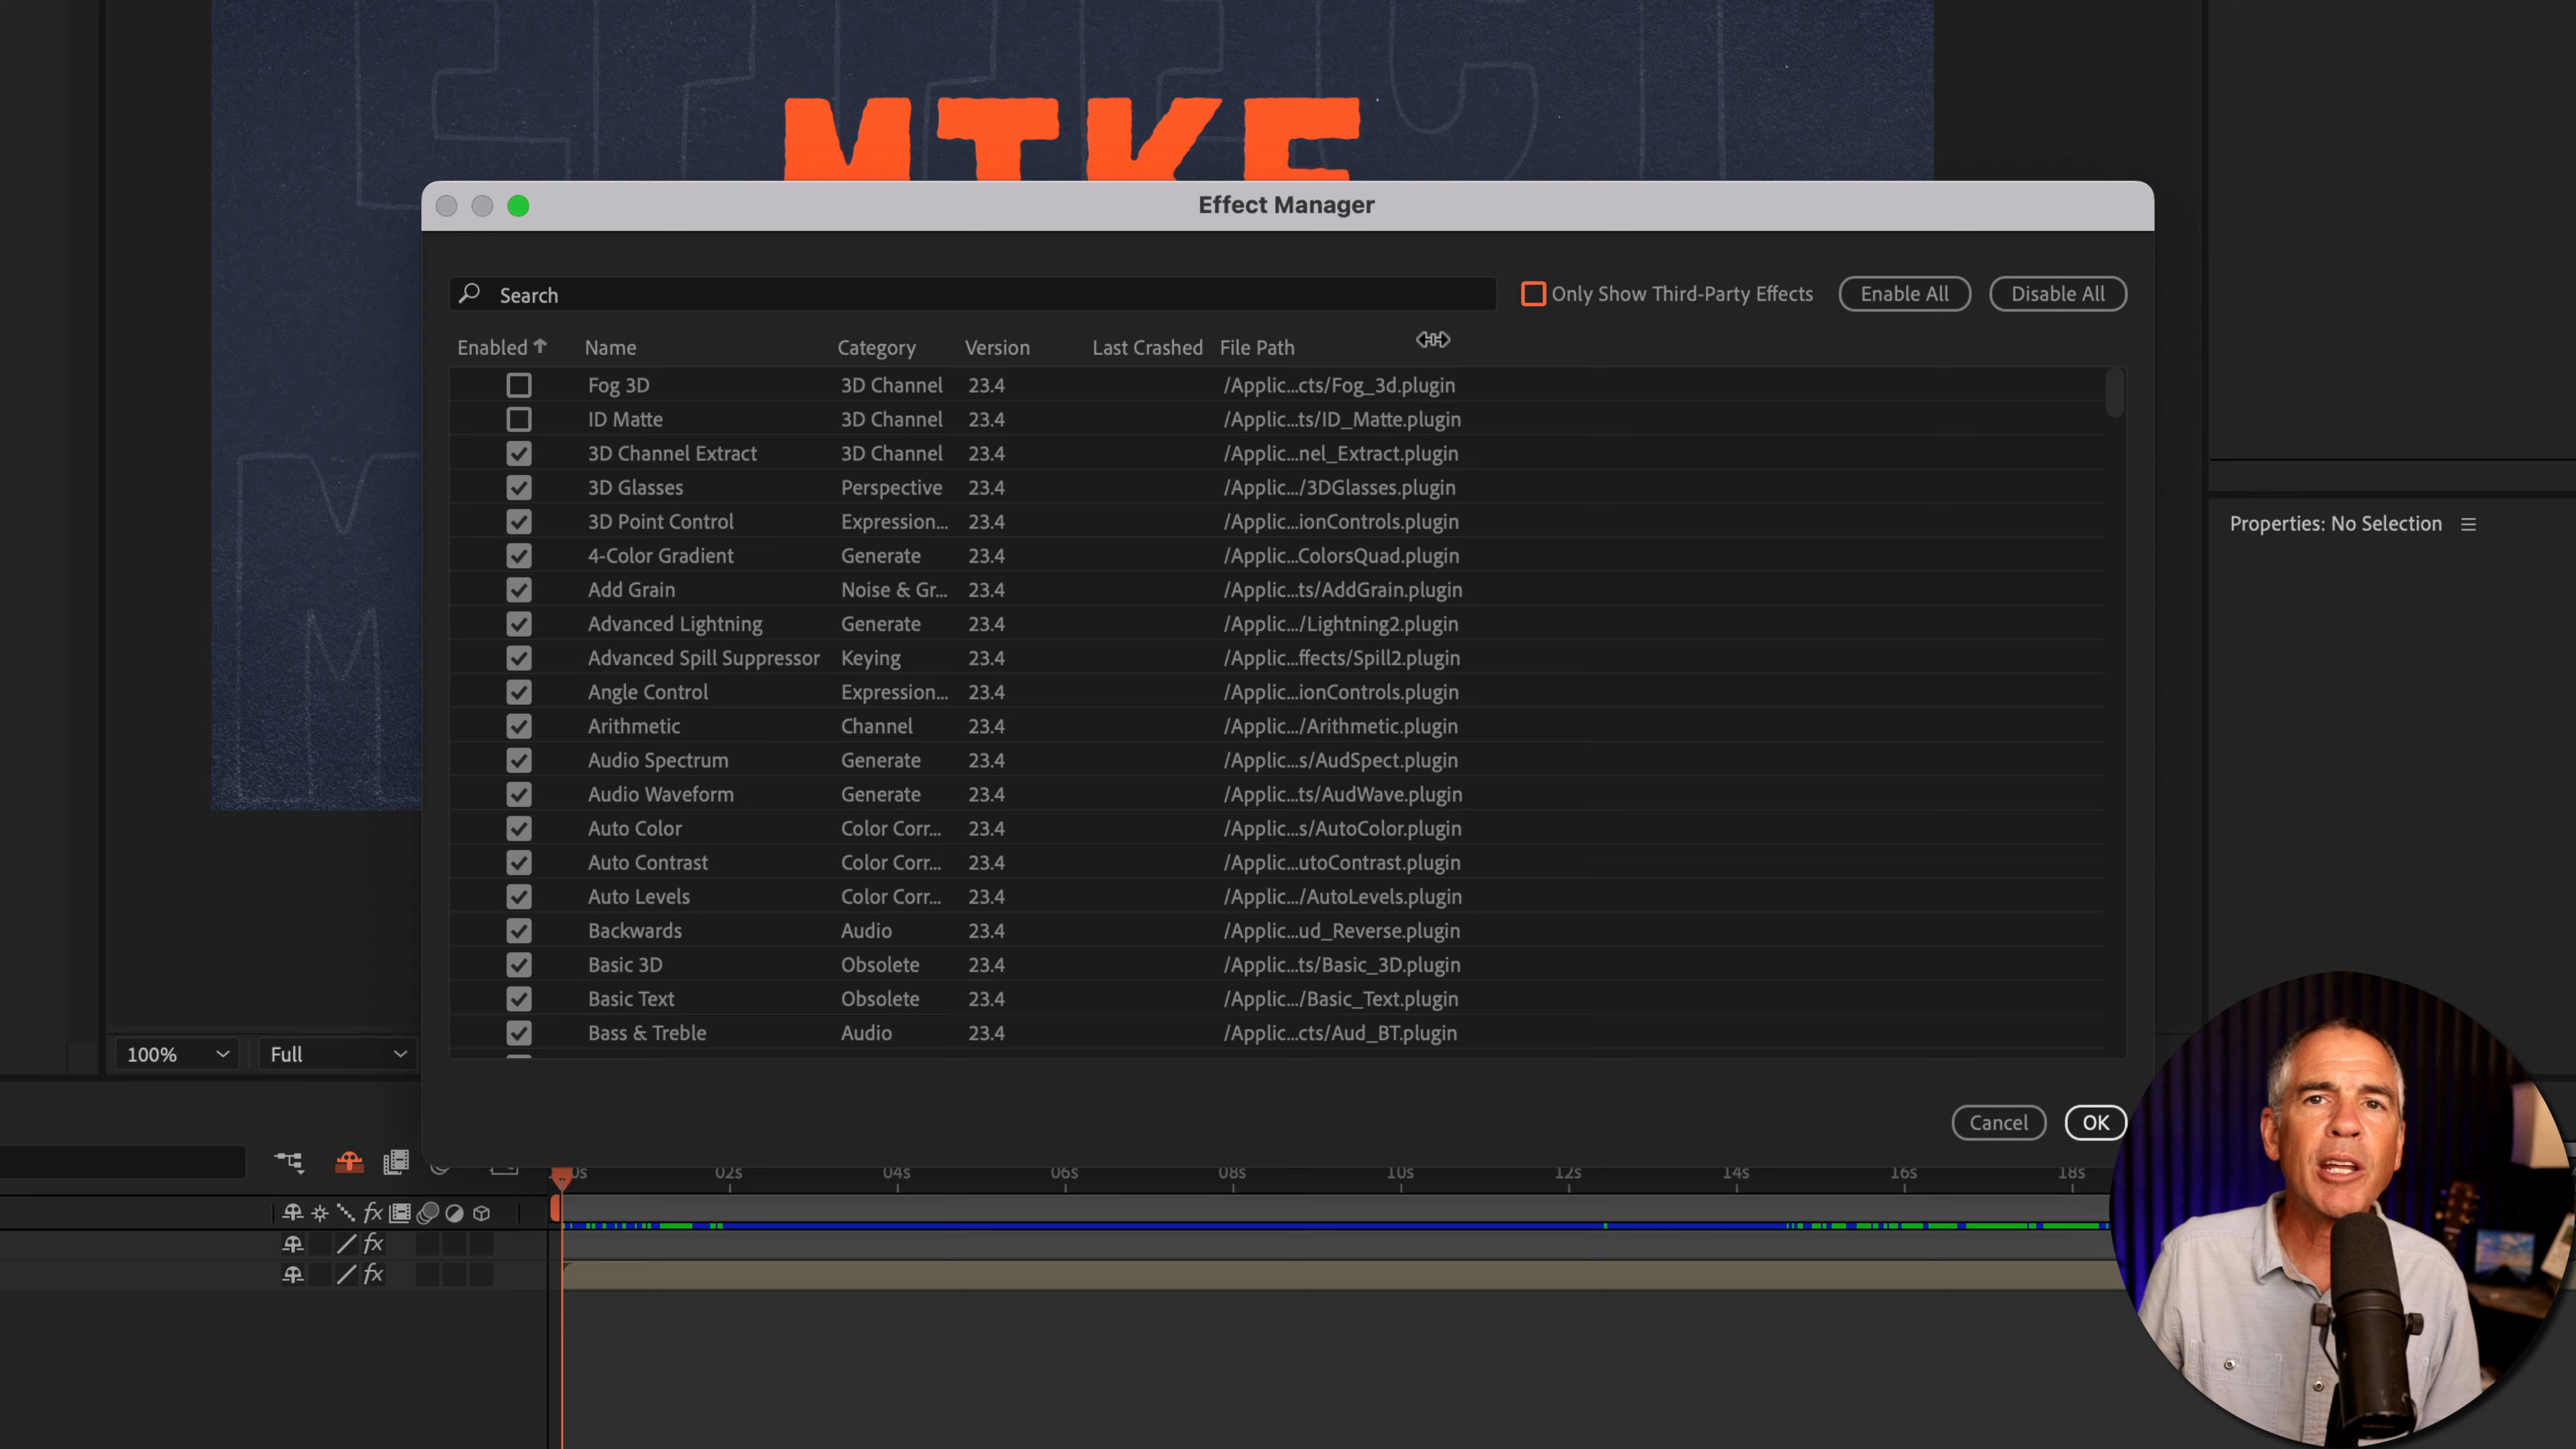 MIKE
Effect Manager
Search
Only Show Third-Party Effects
Enable All
Disable All
Enabled Name Category Version Last Crashed File Path
Fog 3D 3D Channel 23.4 /Applic...cts/Fog_3d.plugin
ID Matte 3D Channel 23.4 /Applic...ts/ID_Matte.plugin
3D Channel Extract 3D Channel 23.4 /Applic...nel_Extract.plugin
3D Glasses Perspective 23.4 /Applic.../3DGlasses.plugin
3D Point Control Expression... 23.4 /Applic...ionControls.plugin
4-Color Gradient Generate 23.4 /Applic...ColorsQuad.plugin
Add Grain Noise & Gr... 23.4 /Applic...ts/AddGrain.plugin
Advanced Lightning Generate 23.4 /Applic.../Lightning2.plugin
Advanced Spill Suppressor Keying 23.4 /Applic...ffects/Spill2.plugin
Angle Control Expression... 23.4 /Applic...ionControls.plugin
Arithmetic Channel 23.4 /Applic.../Arithmetic.plugin
Audio Spectrum Generate 23.4 /Applic...s/AudSpect.plugin
Audio Waveform Generate 23.4 /Applic...ts/AudWave.plugin
Auto Color Color Corr... 23.4 /Applic...s/AutoColor.plugin
Auto Contrast Color Corr... 23.4 /Applic...utoContrast.plugin
Auto Levels Color Corr... 23.4 /Applic.../AutoLevels.plugin
Backwards Audio 23.4 /Applic...ud_Reverse.plugin
Basic 3D Obsolete 23.4 /Applic...ts/Basic_3D.plugin
Basic Text Obsolete 23.4 /Applic.../Basic_Text.plugin
Bass & Treble Audio 23.4 /Applic...cts/Aud_BT.plugin
Cancel
OK
Properties: No Selection
100%
Full
02s 04s 06s 08s 10s 12s 14s 16s 18s
fx
fx
fx